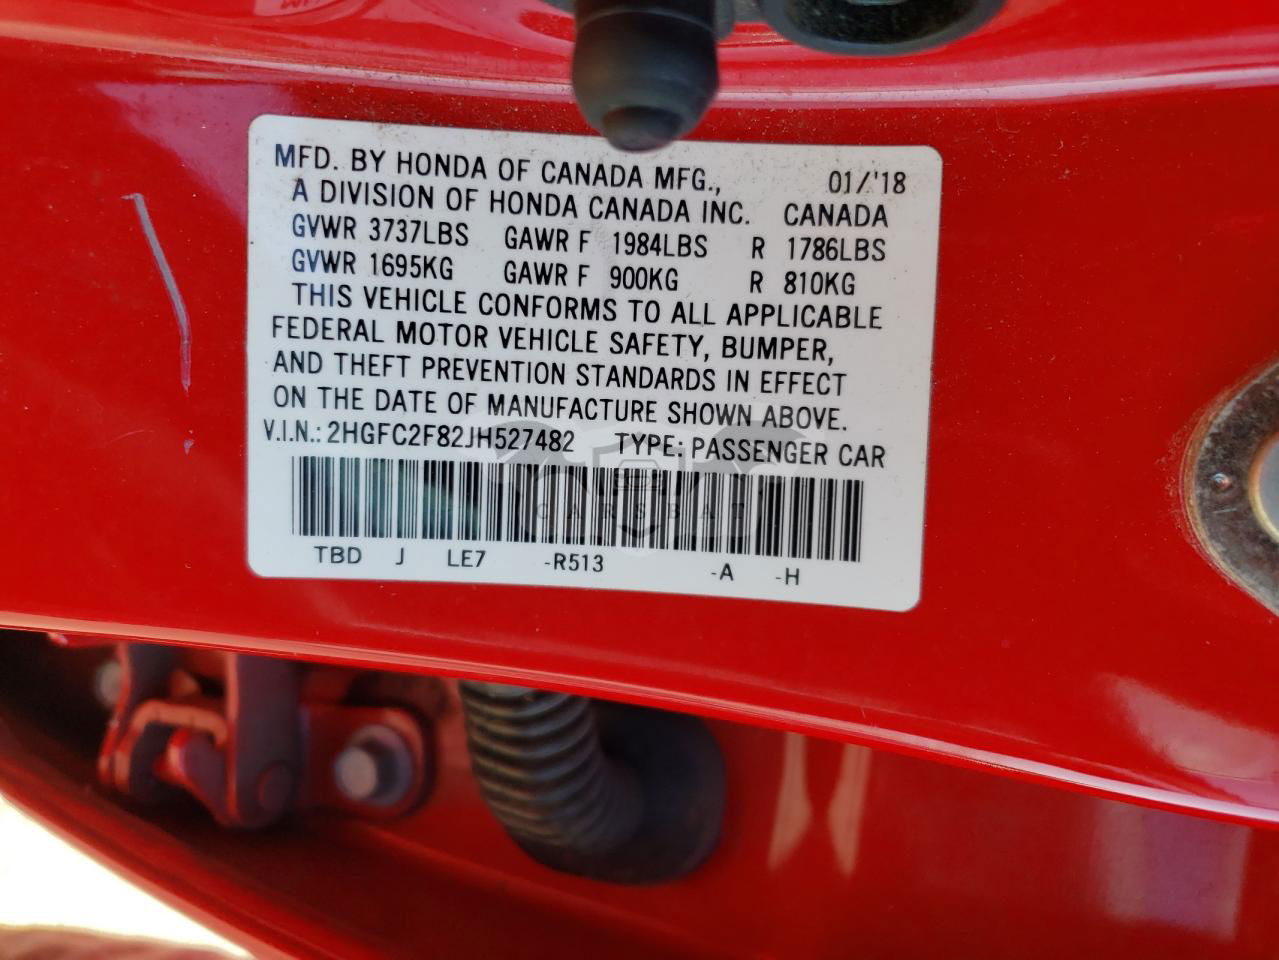 MFD. BY HONDA OF CANADA MFG., 01/'18
A DIVISION OF HONDA CANADA INC. CANADA
GVWR 3737LBS GAWR F 1984LBS R 1786LBS
GVWR 1695KG GAWR F 900KG R 810KG
THIS VEHICLE CONFORMS TO ALL APPLICABLE
FEDERAL MOTOR VEHICLE SAFETY, BUMPER,
AND THEFT PREVENTION STANDARDS IN EFFECT
ON THE DATE OF MANUFACTURE SHOWN ABOVE.
V.I.N.: 2HGFC2F82JH527482 TYPE: PASSENGER CAR
CARSBAT
TBD J LE7 -R513 -A -H